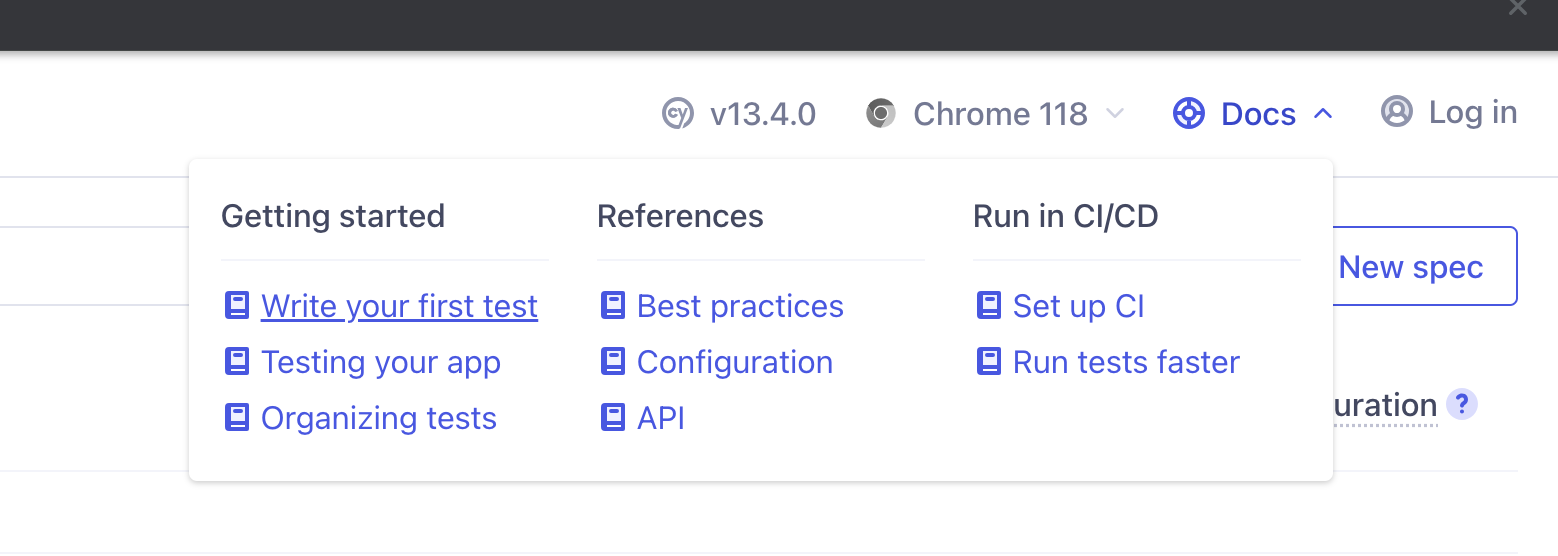 cy v13.4.0 Chrome 118 Docs Log in
Getting started
Write your first test
Testing your app
Organizing tests
References
Best practices
Configuration
API
Run in CI/CD
Set up CI
Run tests faster
New spec
uration ?